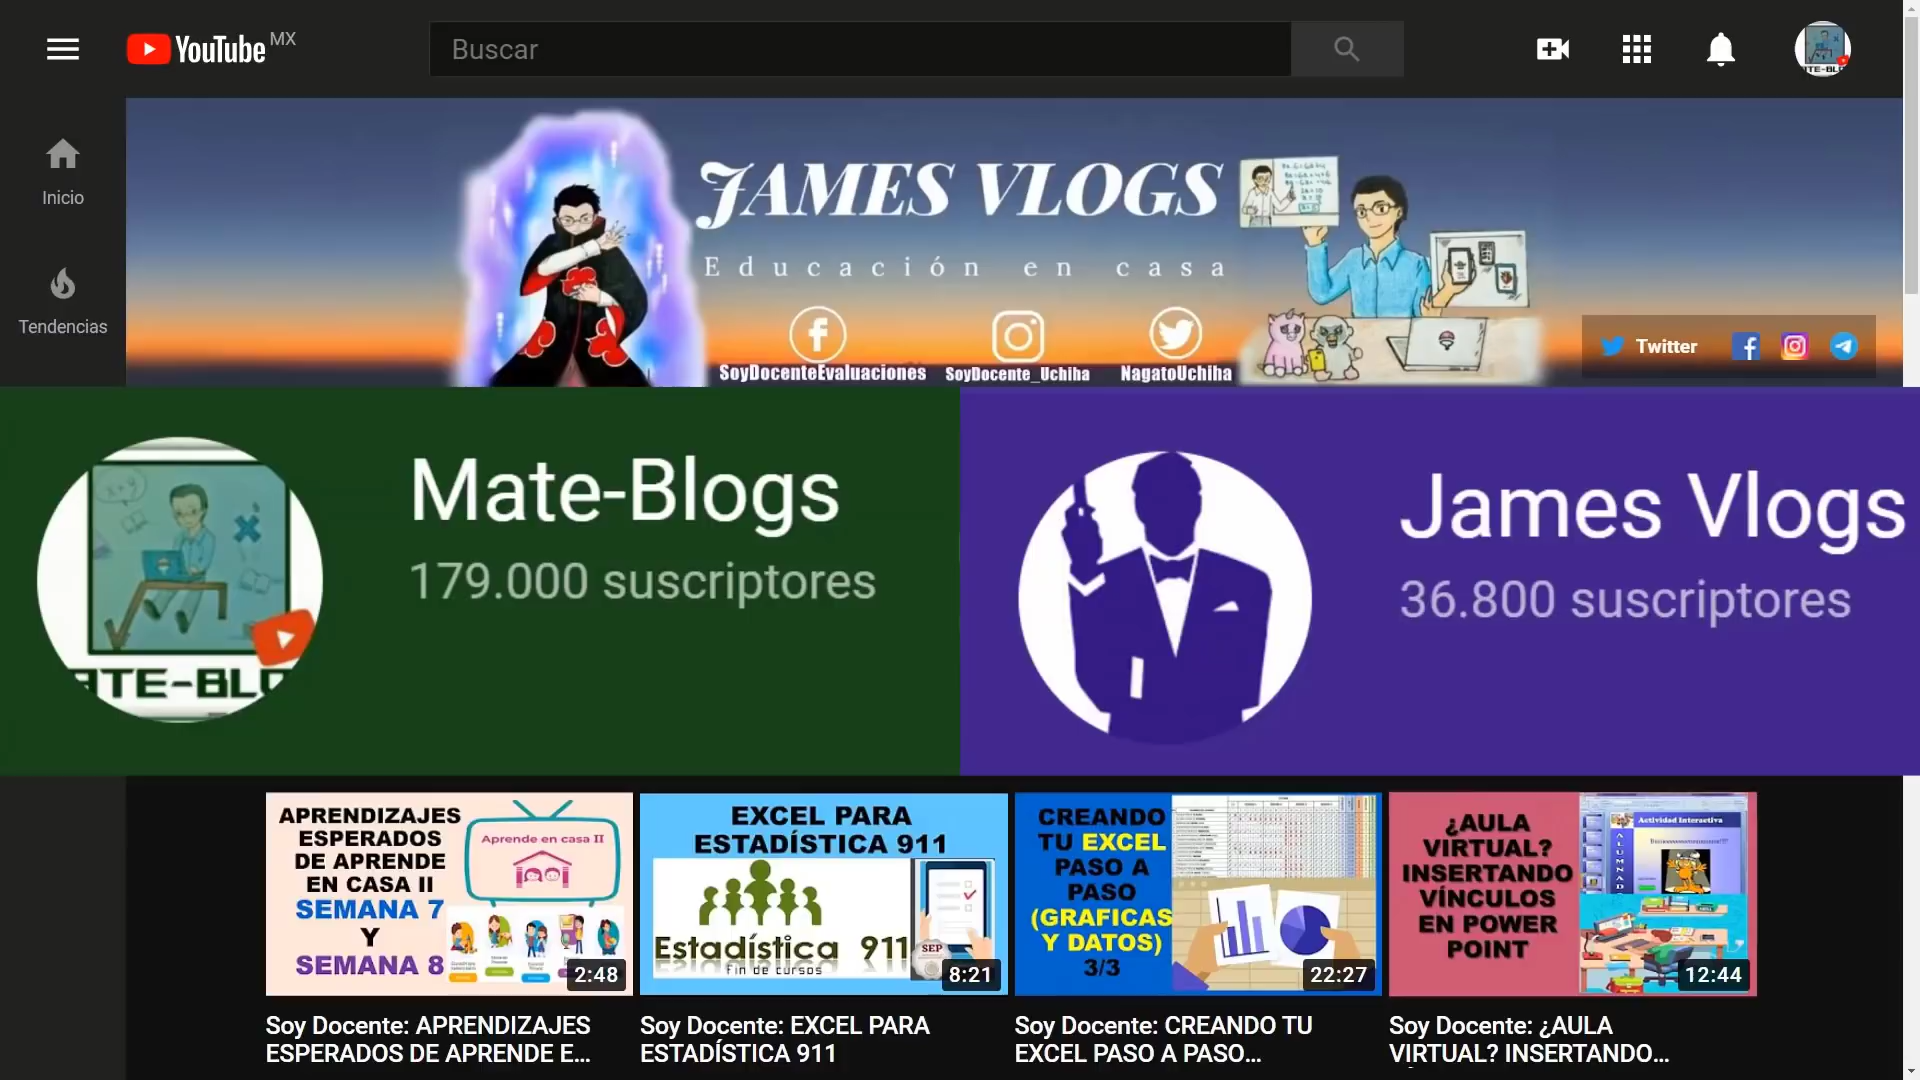 YouTube MX
Buscar
Inicio
Tendencias
JAMES VLOGS
Educación en casa
SoyDocenteEvaluaciones
SoyDocente_Uchiha
NagatoUchiha
Twitter
Mate-Blogs
179.000 suscriptores
ATE-BLO
James Vlogs
36.800 suscriptores
APRENDIZAJES
ESPERADOS
DE APRENDE
EN CASA II
SEMANA 7
Y
SEMANA 8
Aprende en casa II
2:48
EXCEL PARA
ESTADÍSTICA 911
Estadística 911
fin de cursos
SEP
8:21
CREANDO
TU EXCEL
PASO A
PASO
(GRAFICAS
Y DATOS)
3/3
22:27
¿AULA
VIRTUAL?
INSERTANDO
VÍNCULOS
EN POWER
POINT
Actividad Interactiva
ALUMNAD
12:44
Soy Docente: APRENDIZAJES
ESPERADOS DE APRENDE E...
Soy Docente: EXCEL PARA
ESTADÍSTICA 911
Soy Docente: CREANDO TU
EXCEL PASO A PASO...
Soy Docente: ¿AULA
VIRTUAL? INSERTANDO...